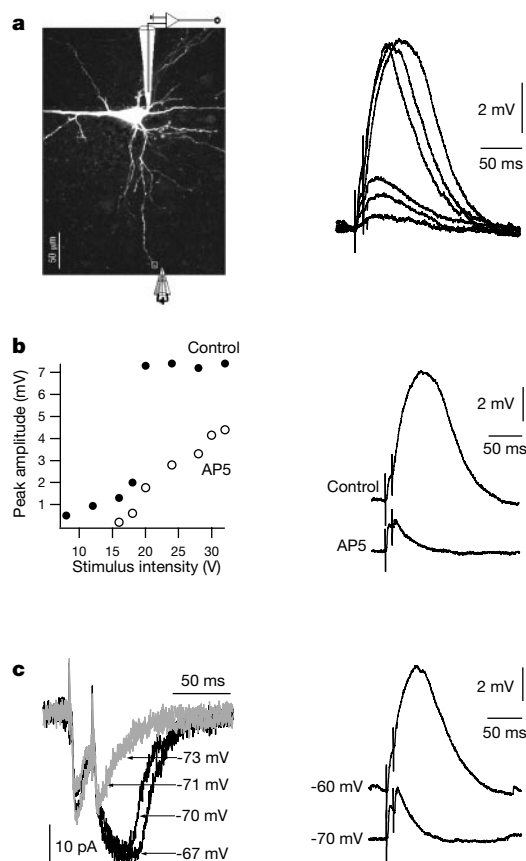 a
50 µm
2 mV
50 ms
b
Control
7
6
5
4
3
2
1
AP5
Peak amplitude (mV)
10 15 20 25 30
Stimulus intensity (V)
2 mV
50 ms
Control
AP5
c
50 ms
-73 mV
-71 mV
-70 mV
-67 mV
10 pA
2 mV
50 ms
-60 mV
-70 mV